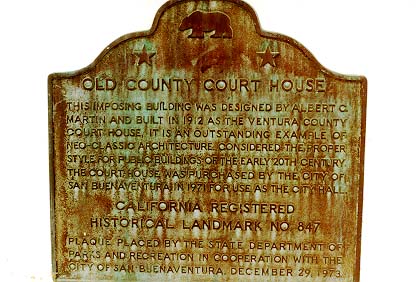 OLD COUNTY COURT HOUSE
THIS IMPOSING BUILDING WAS DESIGNED BY ALBERT C.
MARTIN AND BUILT IN 1912 AS THE VENTURA COUNTY
COURT HOUSE. IT IS AN OUTSTANDING EXAMPLE OF
NEO-CLASSIC ARCHITECTURE CONSIDERED THE PROPER
STYLE FOR PUBLIC BUILDINGS OF THE EARLY 20TH CENTURY.
THE COURT HOUSE WAS PURCHASED BY THE CITY OF
SAN BUENAVENTURA IN 1971 FOR USE AS THE CITY HALL.
CALIFORNIA REGISTERED
HISTORICAL LANDMARK NO. 847
PLAQUE PLACED BY THE STATE DEPARTMENT OF
PARKS AND RECREATION IN COOPERATION WITH THE
CITY OF SAN BUENAVENTURA, DECEMBER 29, 1973.